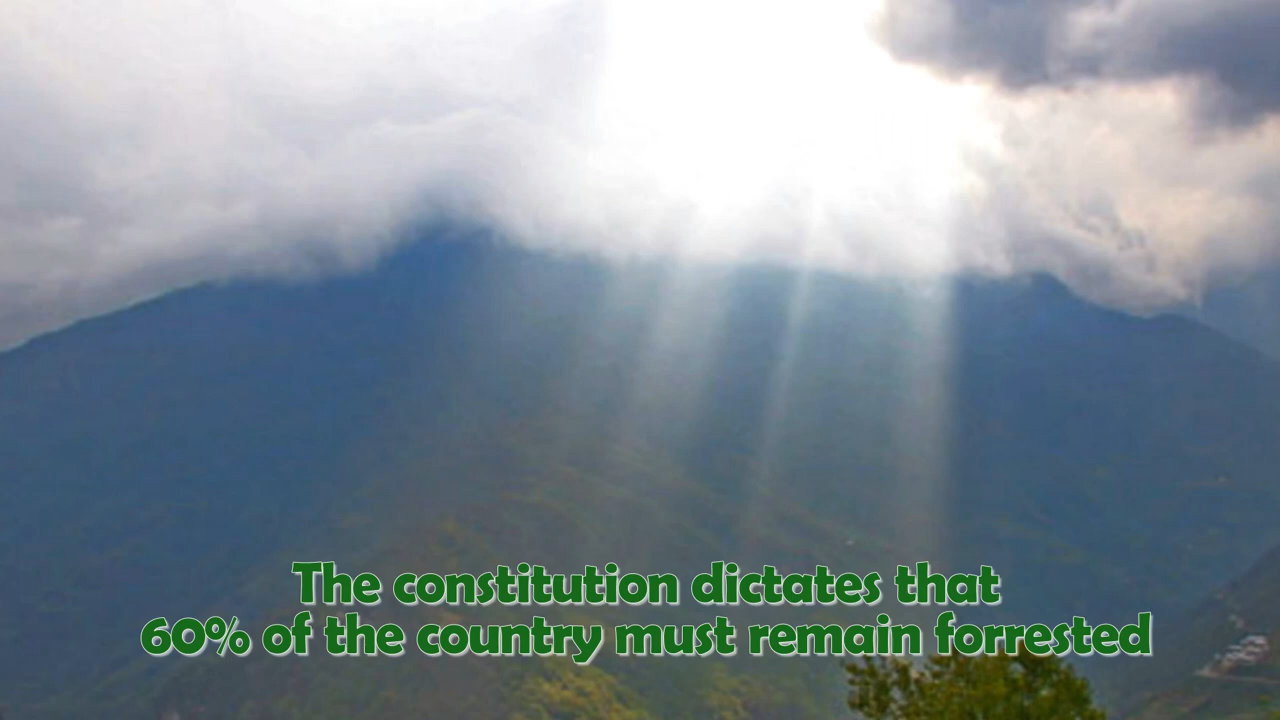 The constitution dictates that
60% of the country must remain forrested